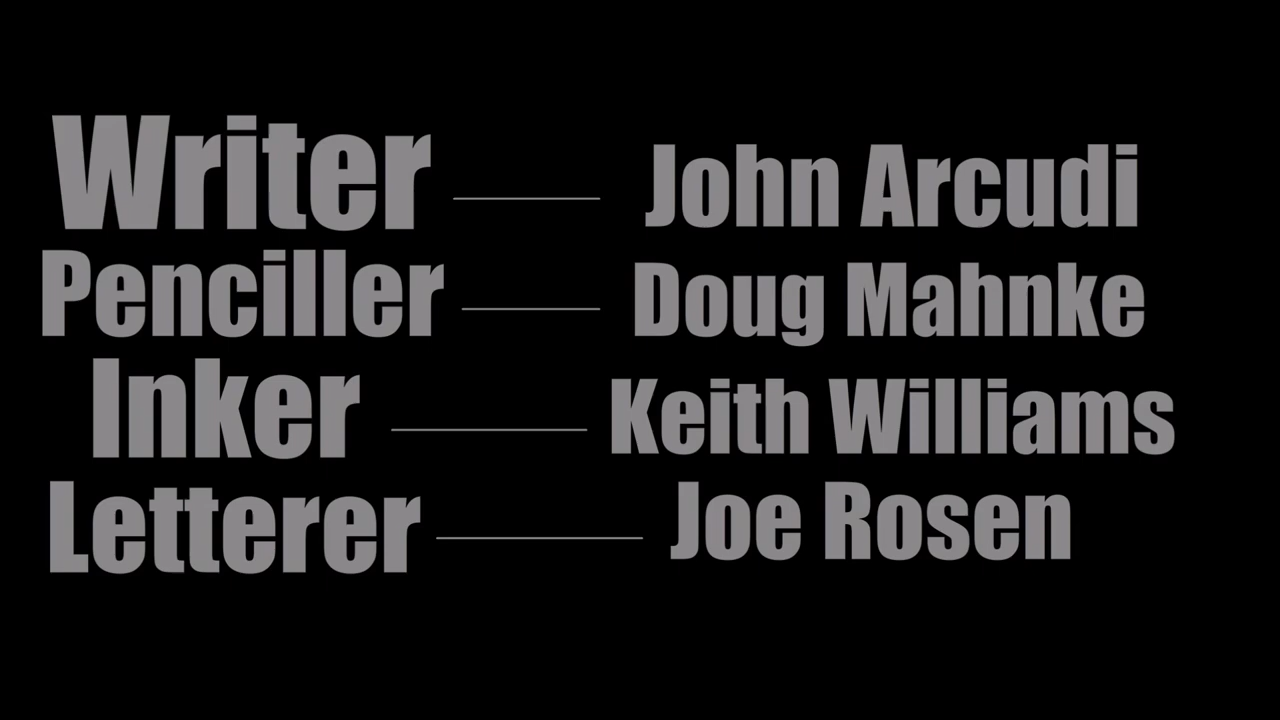 Writer John Arcudi
Penciller Doug Mahnke
Inker Keith Williams
Letterer Joe Rosen